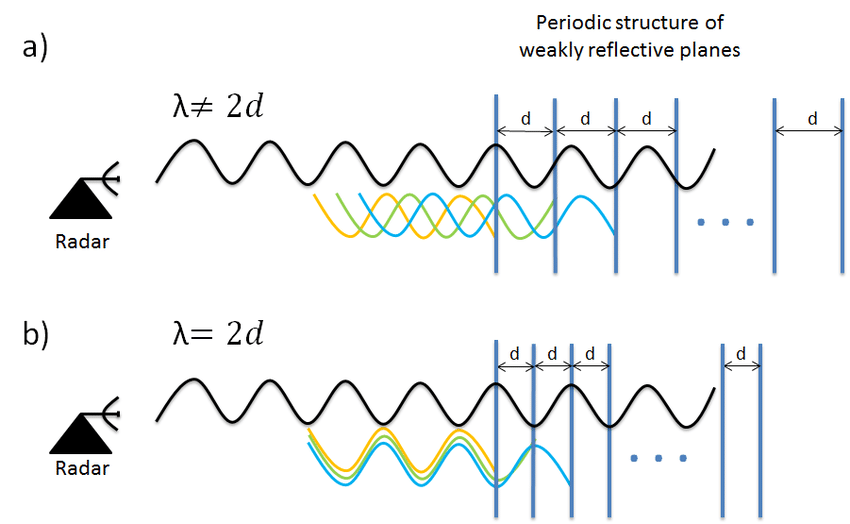 Periodic structure of
weakly reflective planes
a)
λ≠ 2d
d d d d
Radar
b)
λ= 2d
d d d d
Radar